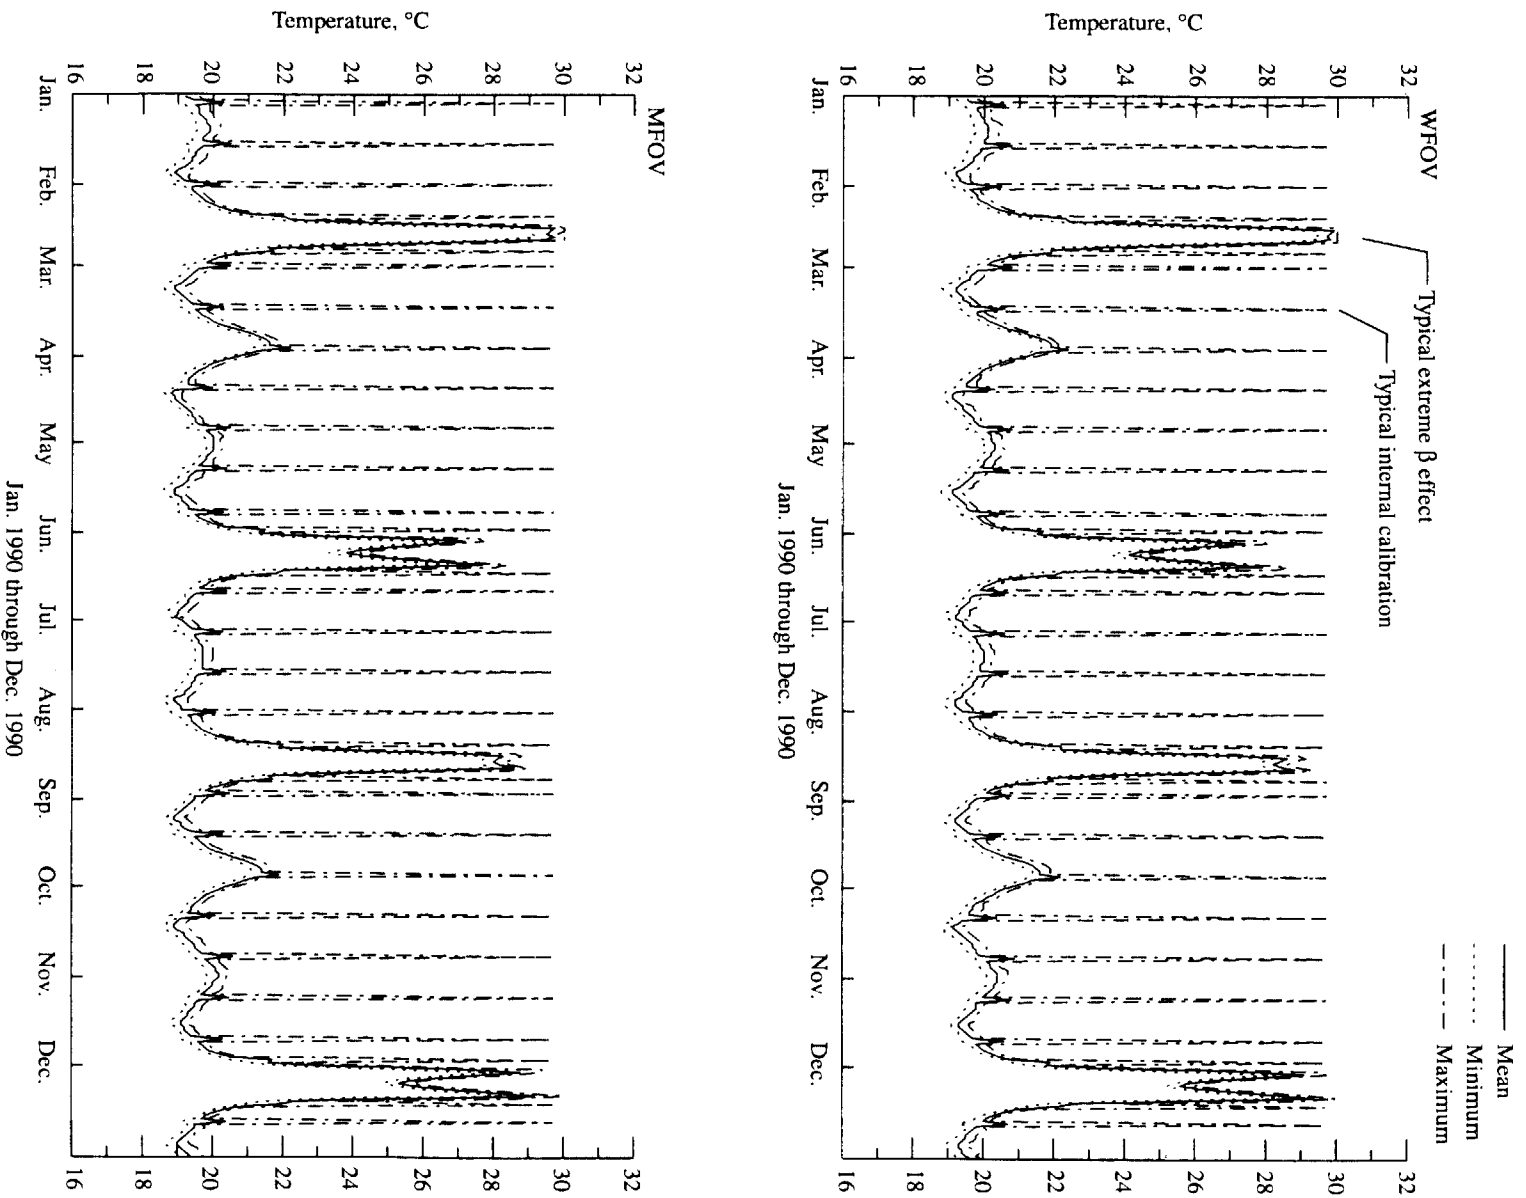 Mean
Minimum
Maximum
WFOV
Typical extreme β effect
Typical internal calibration
32
30
28
26
24
22
20
18
16
Temperature, °C
32
30
28
26
24
22
20
18
16
Jan. Feb. Mar. Apr. May Jun. Jul. Aug. Sep. Oct. Nov. Dec.
Jan. 1990 through Dec. 1990
MFOV
32
30
28
26
24
22
20
18
16
Temperature, °C
32
30
28
26
24
22
20
18
16
Jan. Feb. Mar. Apr. May Jun. Jul. Aug. Sep. Oct. Nov. Dec.
Jan. 1990 through Dec. 1990